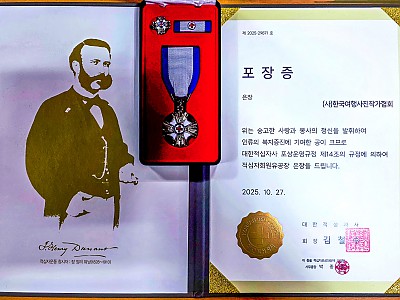 J. Henry Dunant
제 2025-29671 호
포 장 증
은장
(사)한국여행사진작가협회
위는 숭고한 사랑과 봉사의 정신을 발휘하여
인류의 복지증진에 기여한 공이 크므로
대한적십자사 포상운영규정 제14조의 규정에 의하여
적십자회원유공장 은장을 드립니다.
2025. 10. 27.
대 한 적 십 자 사
회 장 김 철